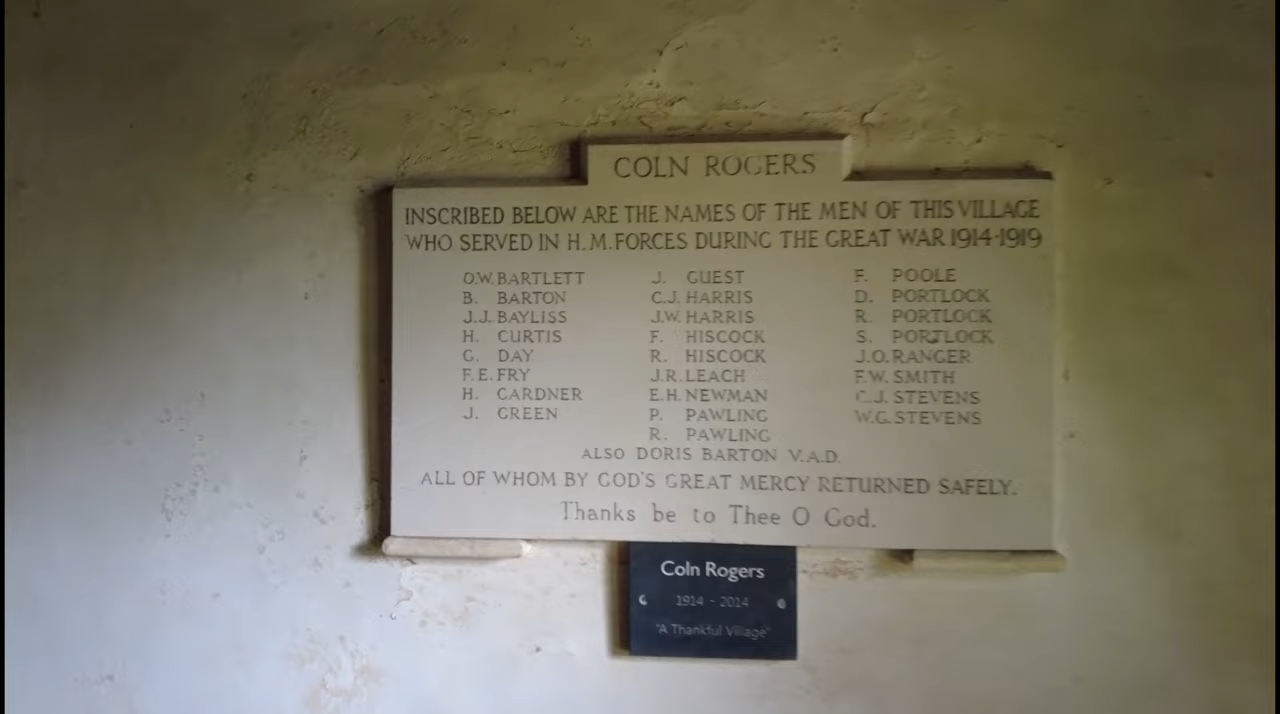 COLN ROGERS
INSCRIBED BELOW ARE THE NAMES OF THE MEN OF THIS VILLAGE
WHO SERVED IN H.M. FORCES DURING THE GREAT WAR 1914-1919
O.W. BARTLETT
B. BARTON
J.J. BAYLISS
H. CURTIS
G. DAY
F.E. FRY
H. GARDNER
J. GREEN
J. GUEST
C.J. HARRIS
J.W. HARRIS
F. HISCOCK
R. HISCOCK
J.R. LEACH
E.H. NEWMAN
P. PAWLING
R. PAWLING
F. POOLE
D. PORTLOCK
R. PORTLOCK
S. PORTLOCK
J.O. RANGER
F.W. SMITH
C.J. STEVENS
W.G. STEVENS
ALSO DORIS BARTON V.A.D.
ALL OF WHOM BY GOD'S GREAT MERCY RETURNED SAFELY.
Thanks be to Thee O God.
Coln Rogers
1914 - 2014
"A Thankful Village"